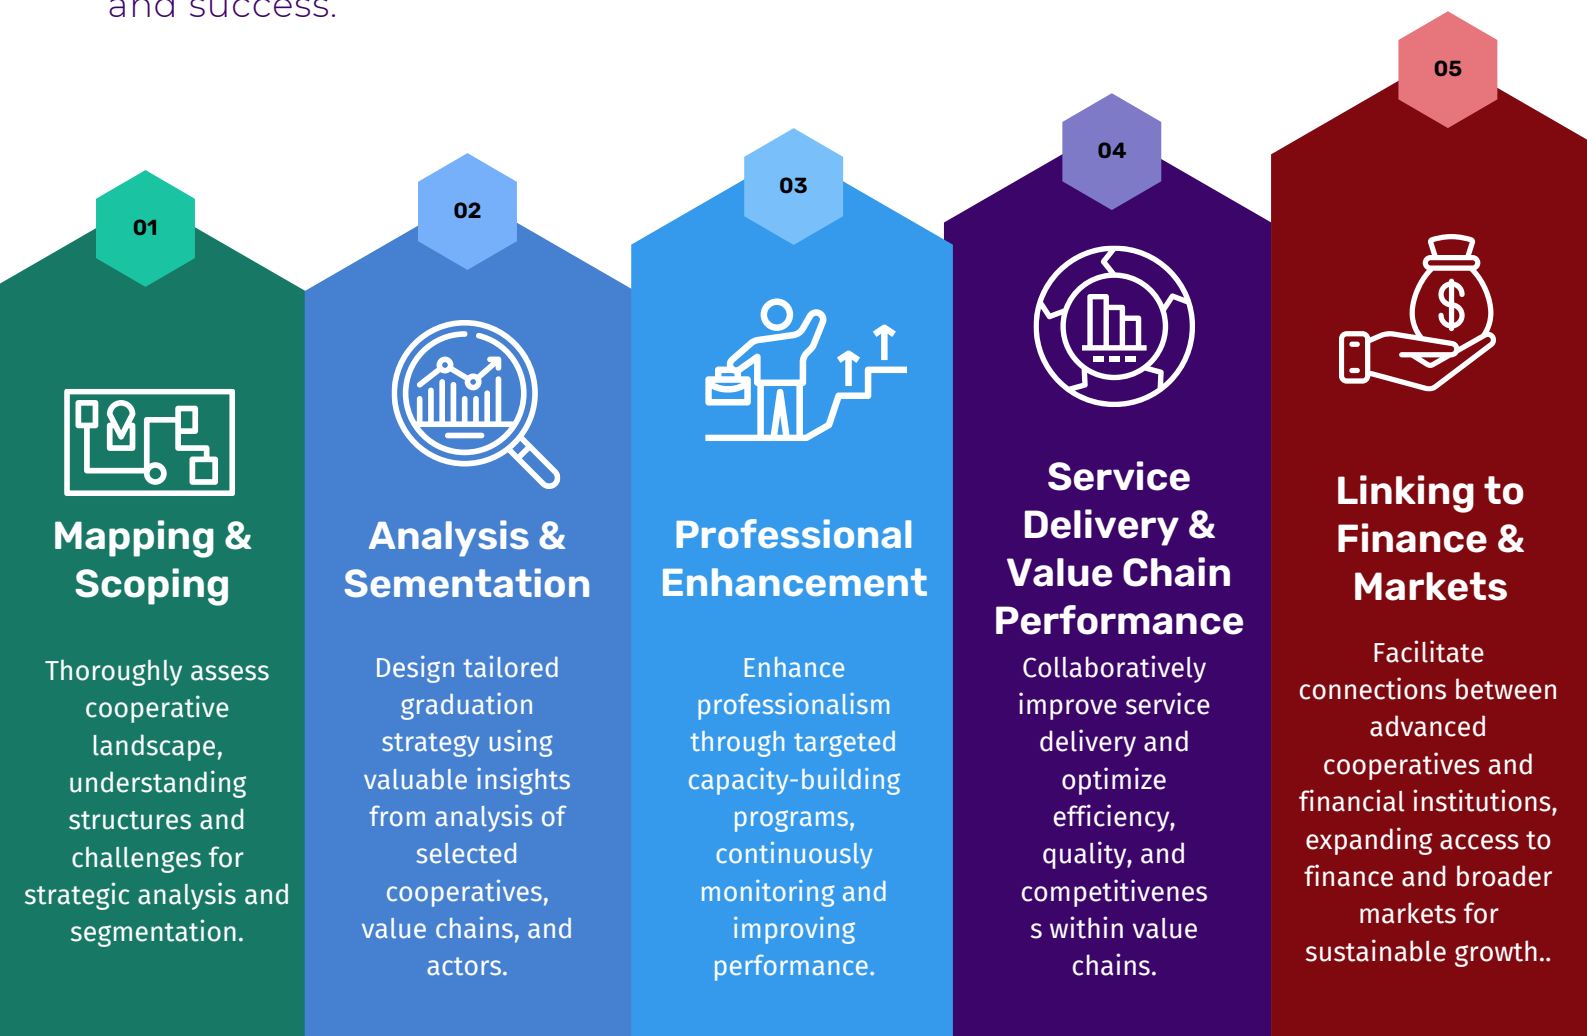 and success.
01
Mapping &
Scoping
Thoroughly assess
cooperative
landscape,
understanding
structures and
challenges for
strategic analysis and
segmentation.
02
Analysis &
Sementation
Design tailored
graduation
strategy using
valuable insights
from analysis of
selected
cooperatives,
value chains, and
actors.
03
Professional
Enhancement
Enhance
professionalism
through targeted
capacity-building
programs,
continuously
monitoring and
improving
performance.
04
Service
Delivery &
Value Chain
Performance
Collaboratively
improve service
delivery and
optimize
efficiency,
quality, and
competitivenes
s within value
chains.
05
$
Linking to
Finance &
Markets
Facilitate
connections between
advanced
cooperatives and
financial institutions,
expanding access to
finance and broader
markets for
sustainable growth..